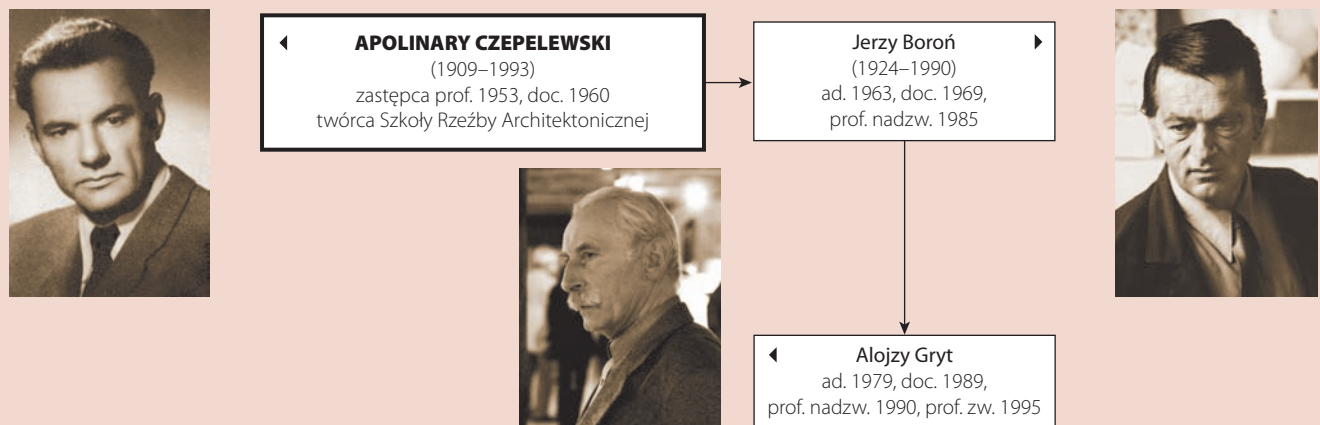 APOLINARY CZEPELEWSKI
(1909–1993)
zastępca prof. 1953, doc. 1960
twórca Szkoły Rzeźby Architektonicznej
Jerzy Boroń
(1924–1990)
ad. 1963, doc. 1969,
prof. nadzw. 1985
Alojzy Gryt
ad. 1979, doc. 1989,
prof. nadzw. 1990, prof. zw. 1995